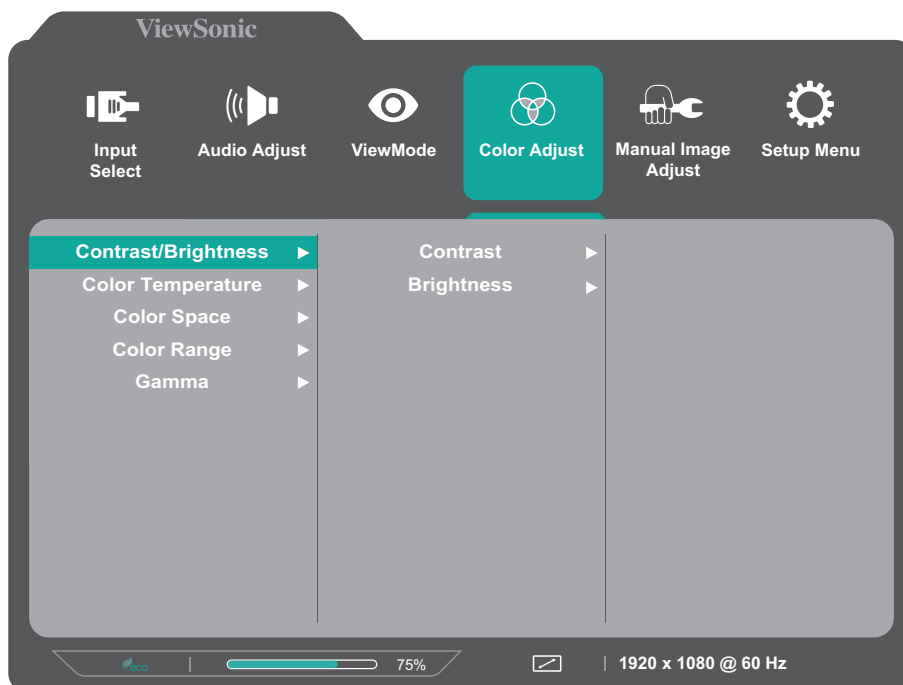 ViewSonic
Input
Select
Audio Adjust
ViewMode
Color Adjust
Manual Image
Adjust
Setup Menu
Contrast/Brightness
Color Temperature
Color Space
Color Range
Gamma
Contrast
Brightness
eco
75%
1920 x 1080 @ 60 Hz